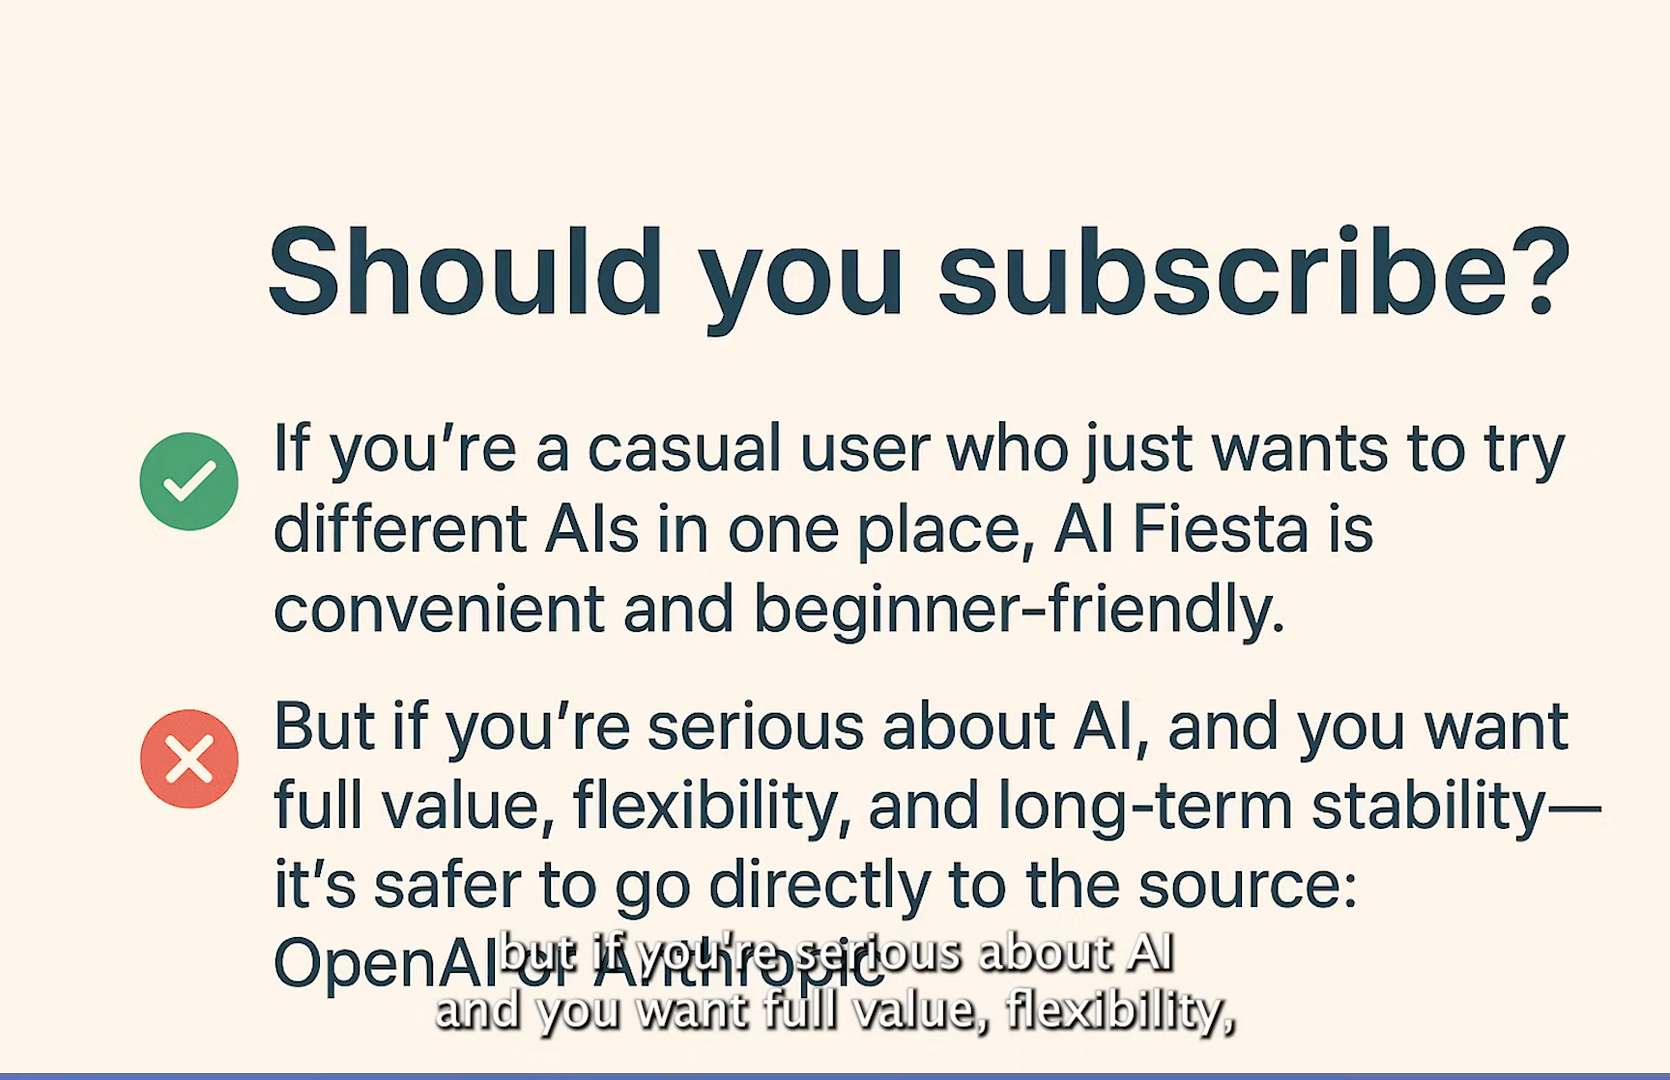 Should you subscribe?
If you’re a casual user who just wants to try
different AIs in one place, AI Fiesta is
convenient and beginner-friendly.
But if you’re serious about AI, and you want
full value, flexibility, and long-term stability—
it’s safer to go directly to the source:
OpenAI or Anthropic
but if you're serious about AI
and you want full value, flexibility,